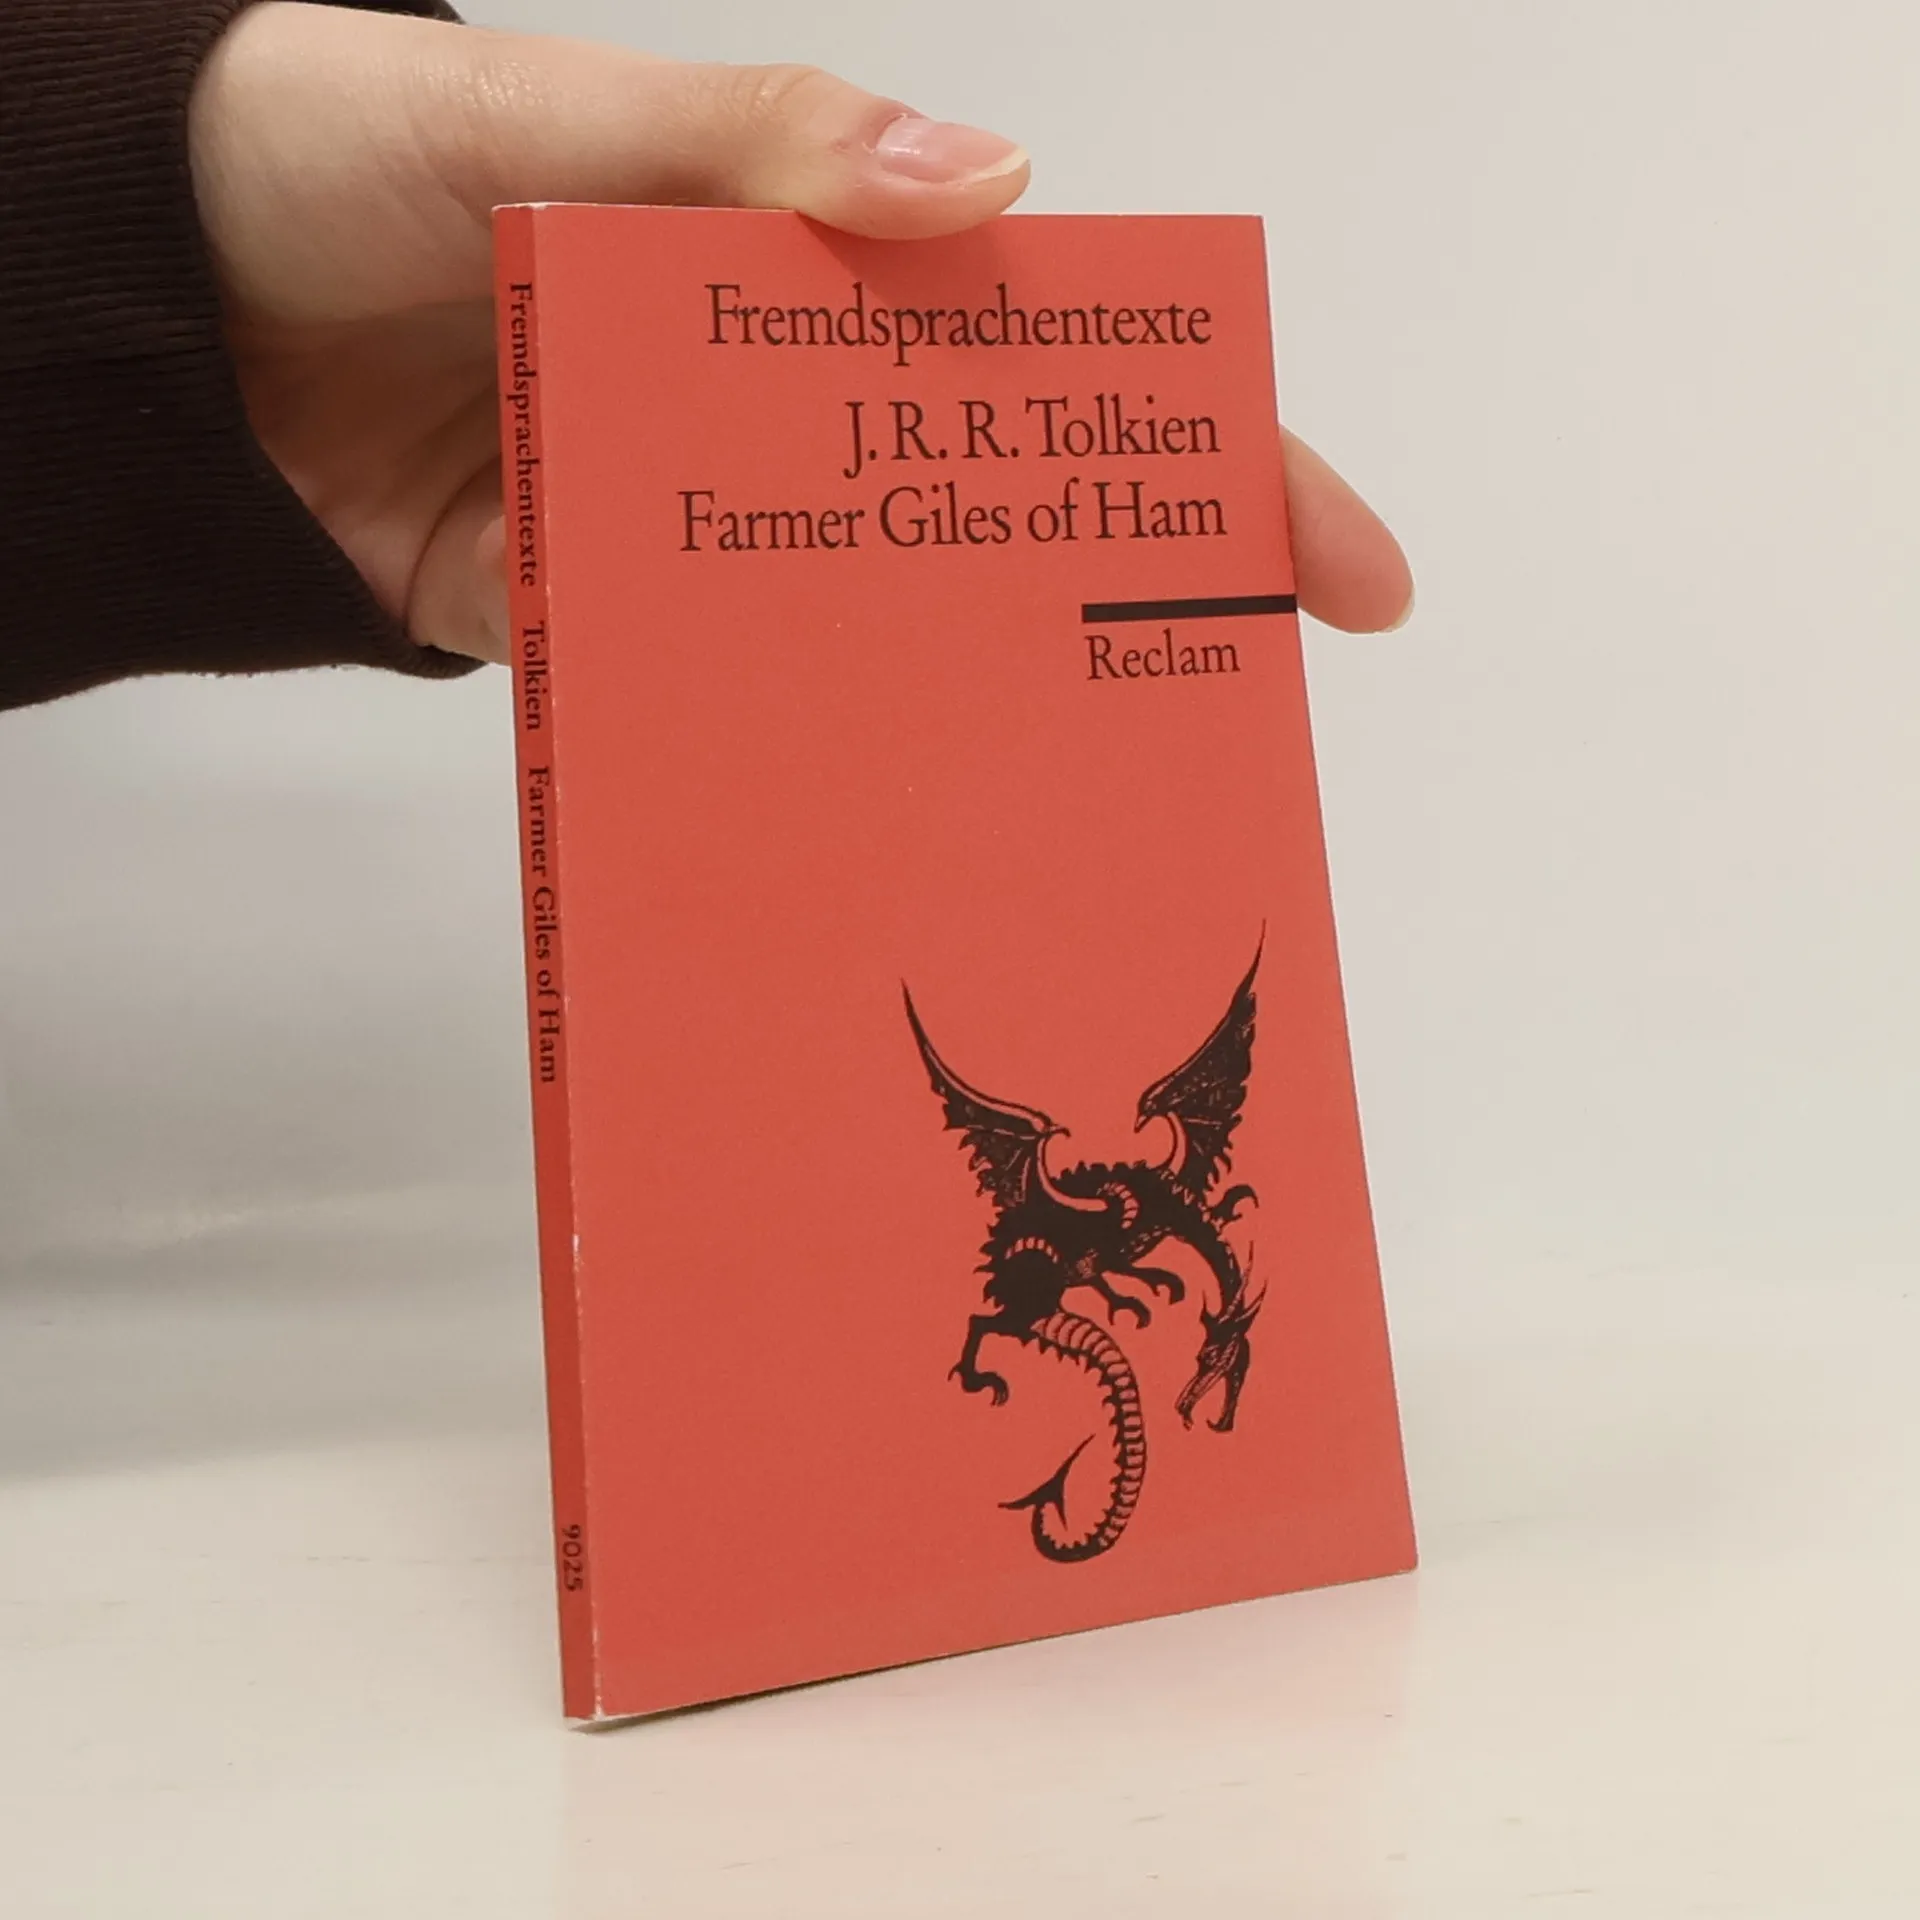 Fremdsprachentexte
J. R. R. Tolkien
Farmer Giles of Ham
Reclam
Fremdsprachentexte Tolkien Farmer Giles of Ham 9025